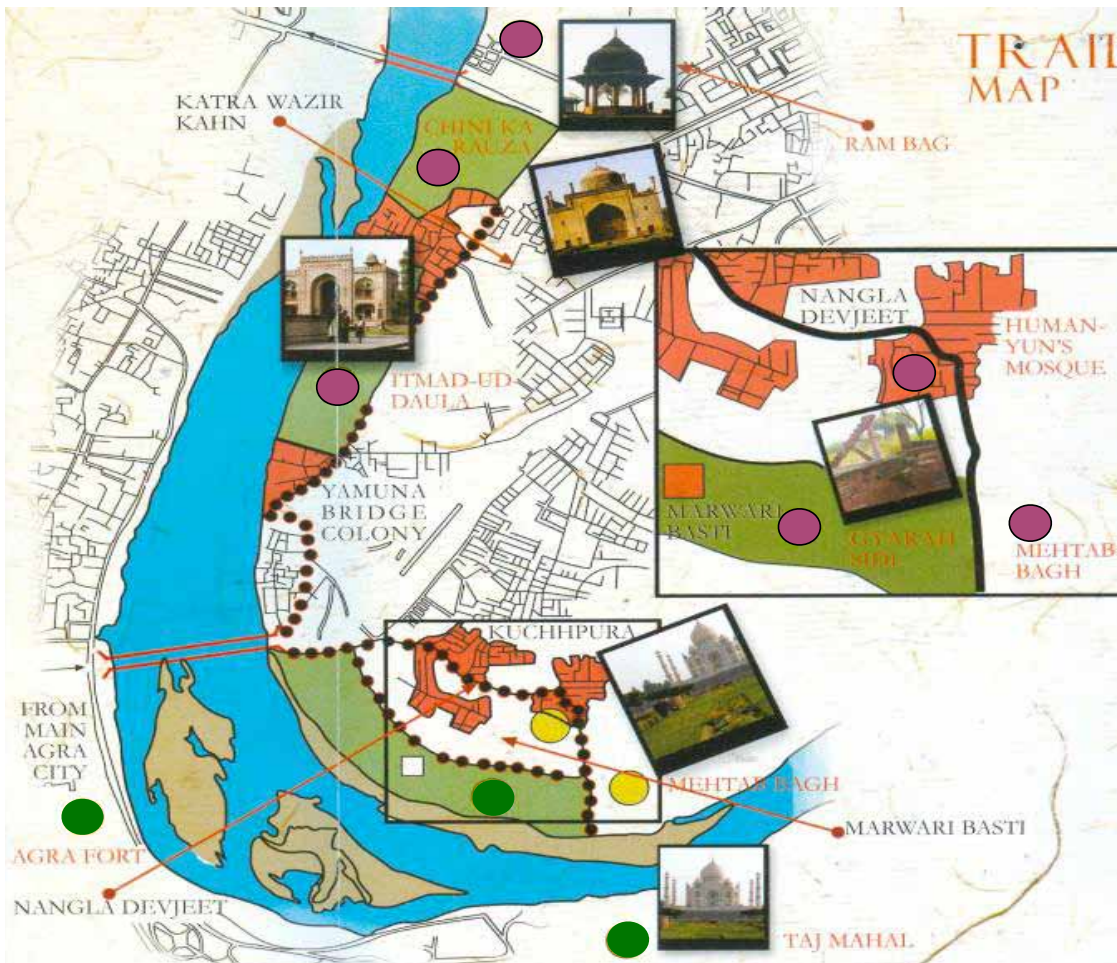 TRAIL
MAP
KATRA WAZIR
KAHN
CHINI KA
RAUZA
RAM BAG
NANGLA
DEVJEET
HUMAN-
YUN'S
MOSQUE
ITMAD-UD-
DAULA
YAMUNA
BRIDGE
COLONY
MARWARI
BASTI
GYARAH
SIDI
MEHTAB
BAGH
KUCHHPURA
FROM
MAIN
AGRA
CITY
MEHTAB BAGH
MARWARI BASTI
AGRA FORT
NANGLA DEVJEET
TAJ MAHAL